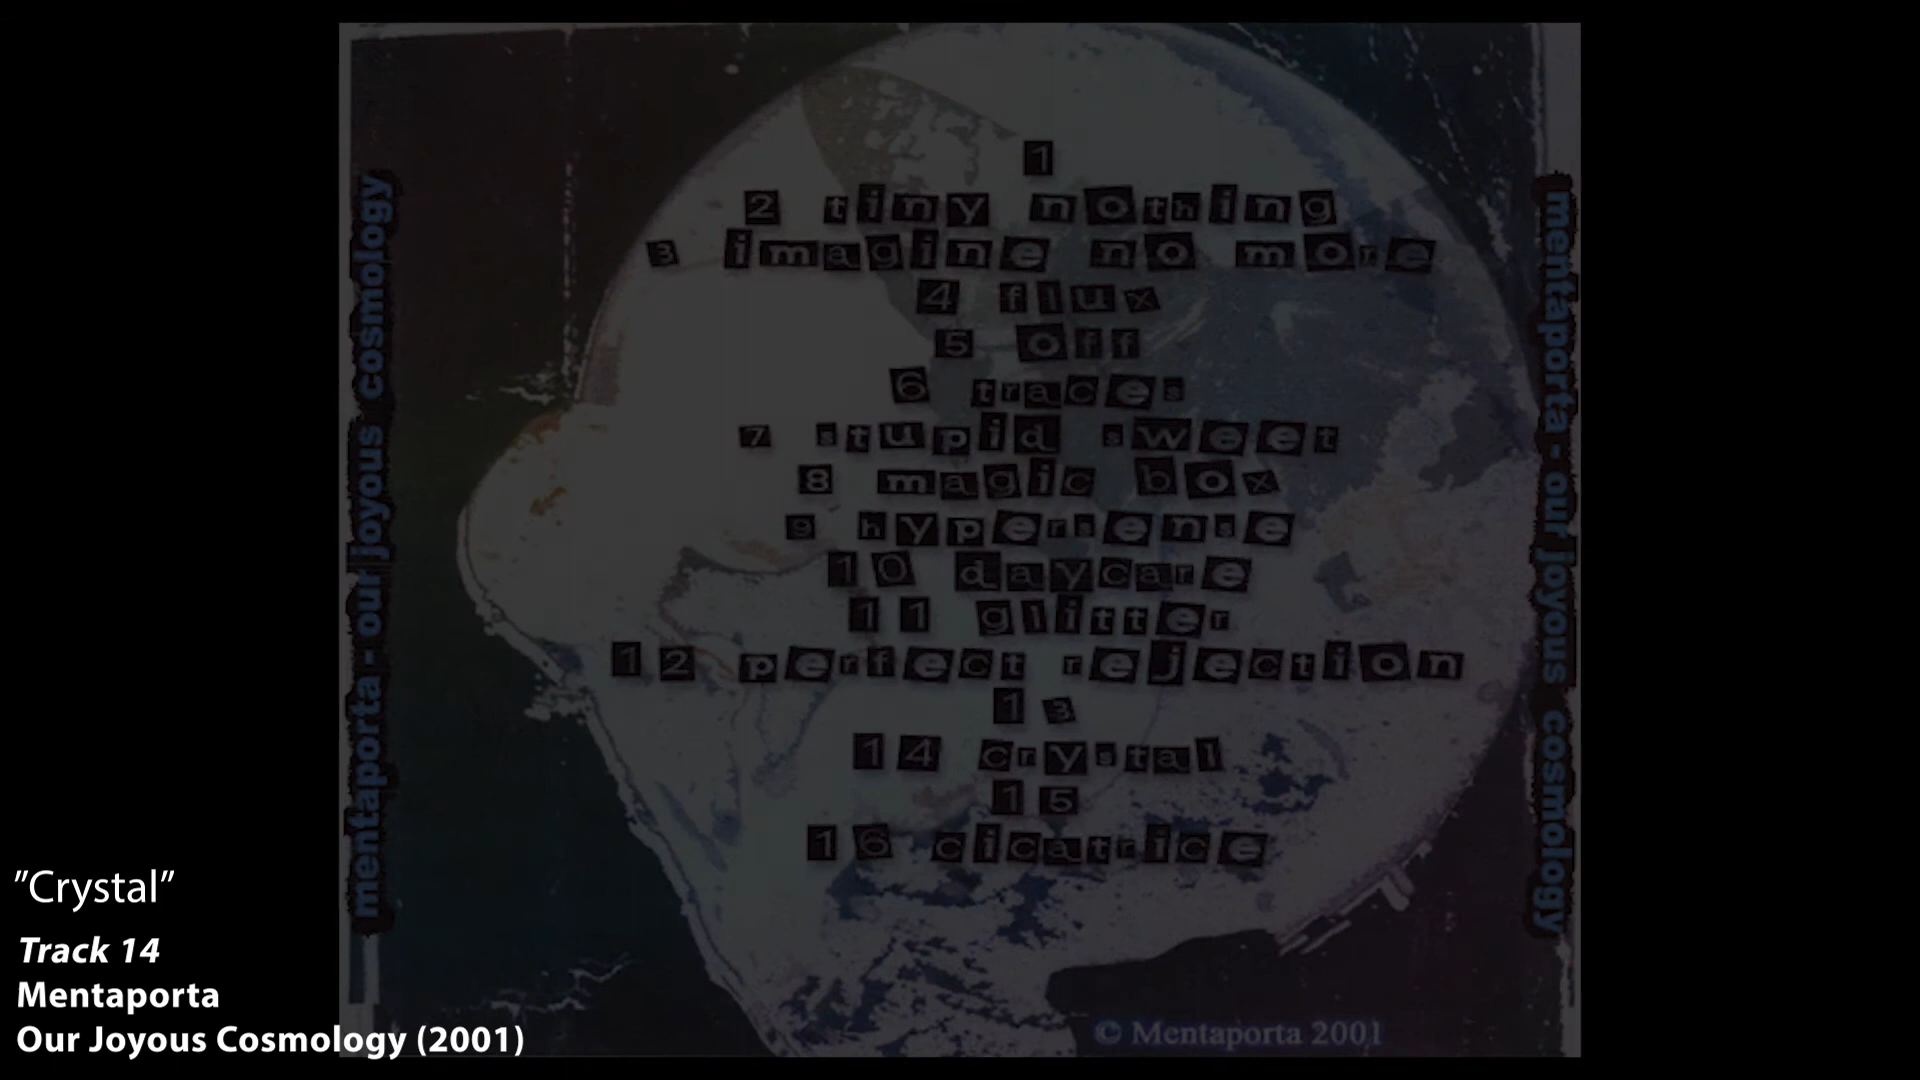 1
2 tiny nothing
3 imagine no more
4 flux
5 off
6 traces
7 stupid sweet
8 magic box
9 hypersense
10 daycare
11 glitter
12 perfect rejection
13
14 crystal
15
16 cicatrice
mentaporta - our joyous cosmology
mentaporta - our joyous cosmology
© Mentaporta 2001
”Crystal”
Track 14
Mentaporta
Our Joyous Cosmology (2001)